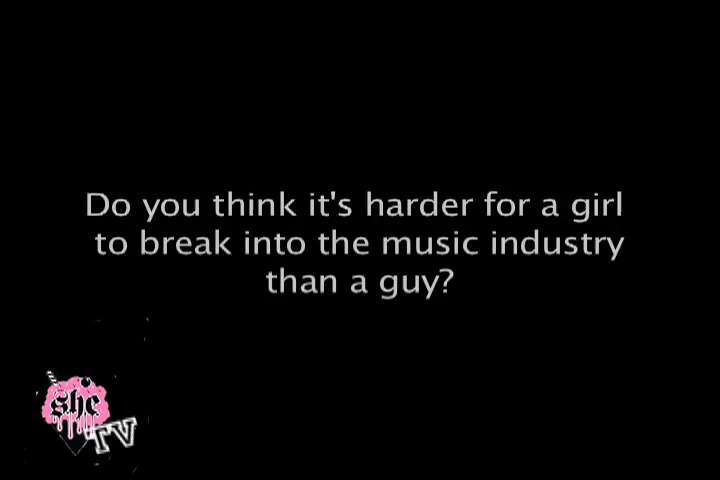 Do you think it's harder for a girl
to break into the music industry
than a guy?
she
TV